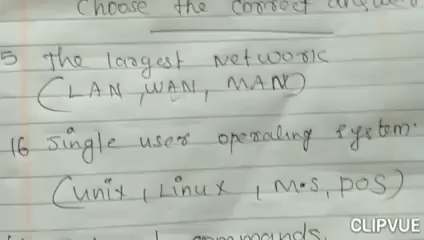 Choose the correct
5 the largest network
(LAN, WAN, MAN)
16 single user operating system.
(unix, Linux, M.S, DOS)
commands.
CLIPVUE